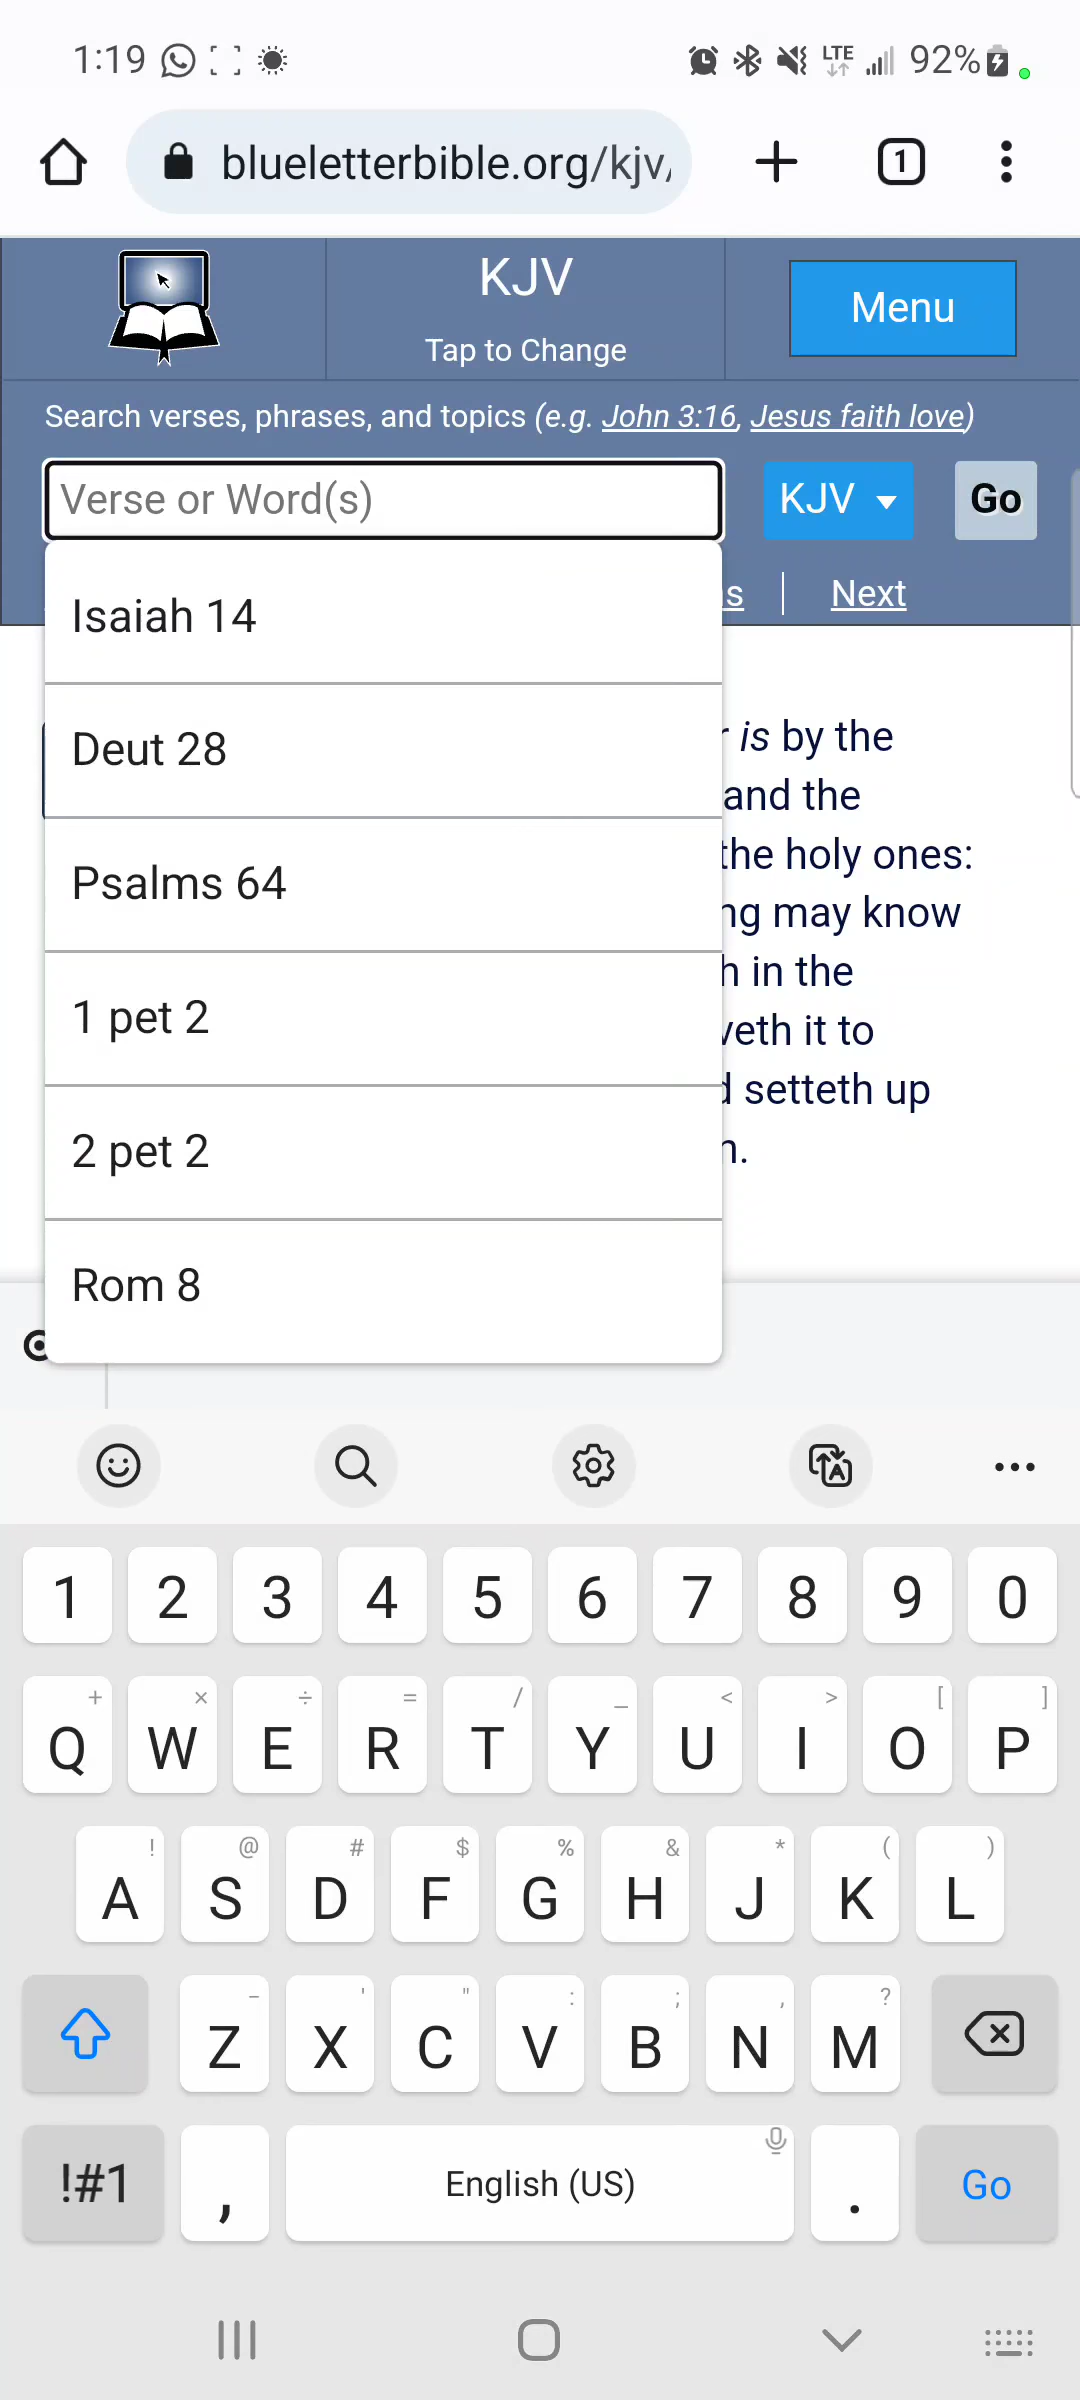 1:19 LTE 92%
blueletterbible.org/kjv/ 1
KJV
Tap to Change
Menu
Search verses, phrases, and topics (e.g. John 3:16, Jesus faith love)
Verse or Word(s) KJV Go
s | Next
Isaiah 14
Deut 28
Psalms 64
1 pet 2
2 pet 2
Rom 8
is by the
and the
the holy ones:
ng may know
h in the
veth it to
d setteth up
n.
1 2 3 4 5 6 7 8 9 0
+ × ÷ = / _ < > [ ]
Q W E R T Y U I O P
! @ # $ % & * ( )
A S D F G H J K L
- ' " : ; , ?
Z X C V B N M
!#1 , English (US) . Go